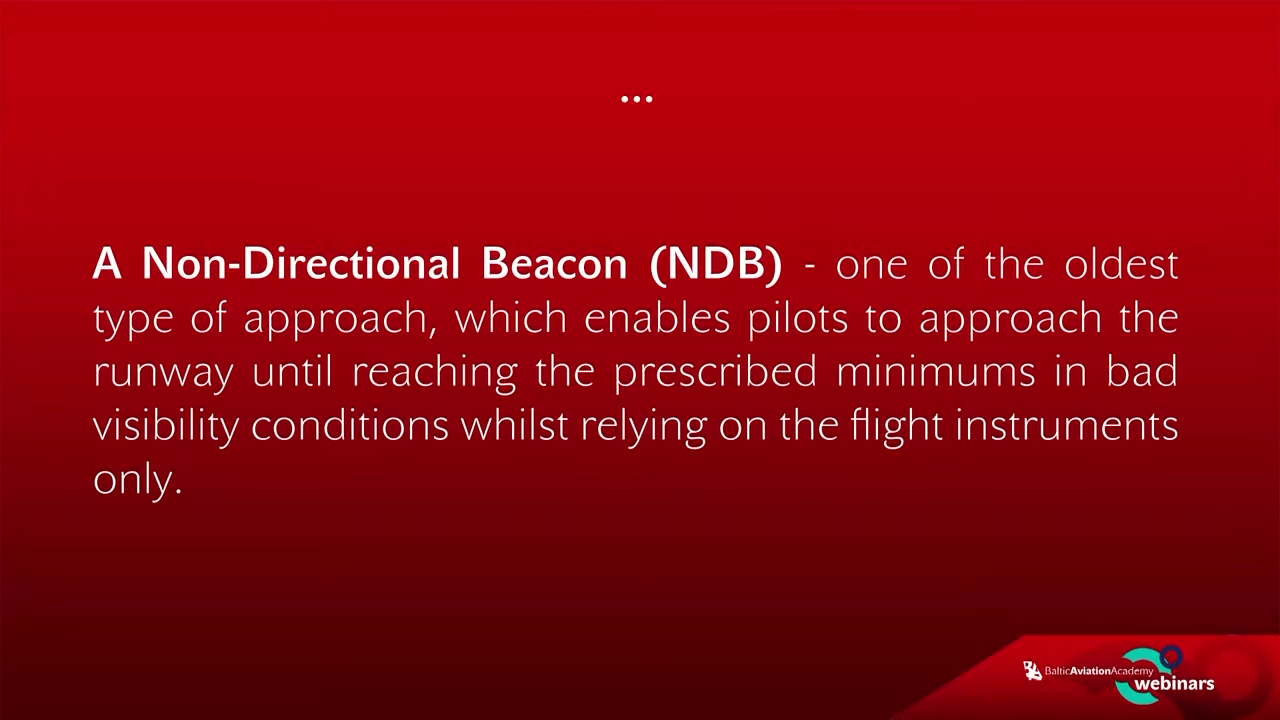 ...
A Non-Directional Beacon (NDB) - one of the oldest
type of approach, which enables pilots to approach the
runway until reaching the prescribed minimums in bad
visibility conditions whilst relying on the flight instruments
only.
BalticAviationAcademy
webinars